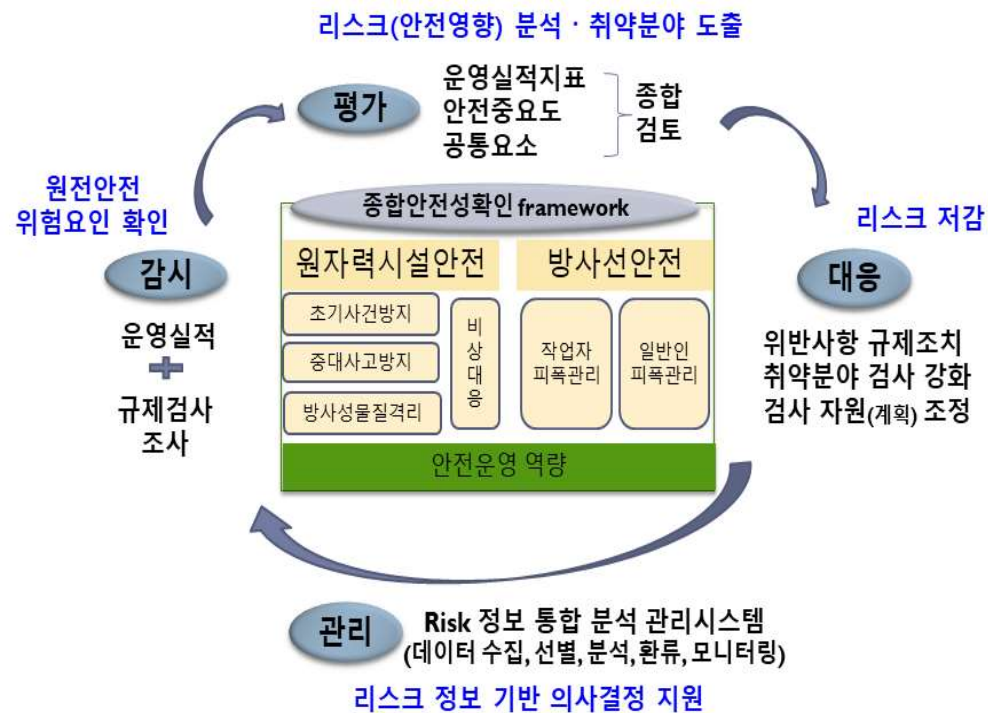 리스크(안전영향) 분석 · 취약분야 도출
평가
운영실적지표
안전중요도
공통요소
종합
검토
원전안전
위험요인 확인
감시
운영실적
규제검사
조사
종합안전성확인 framework
원자력시설안전
방사선안전
초기사건방지
중대사고방지
방사성물질격리
비
상
대
응
작업자
피폭관리
일반인
피폭관리
안전운영 역량
리스크 저감
대응
위반사항 규제조치
취약분야 검사 강화
검사 자원(계획) 조정
관리
Risk 정보 통합 분석 관리시스템
(데이터 수집, 선별, 분석, 환류, 모니터링)
리스크 정보 기반 의사결정 지원